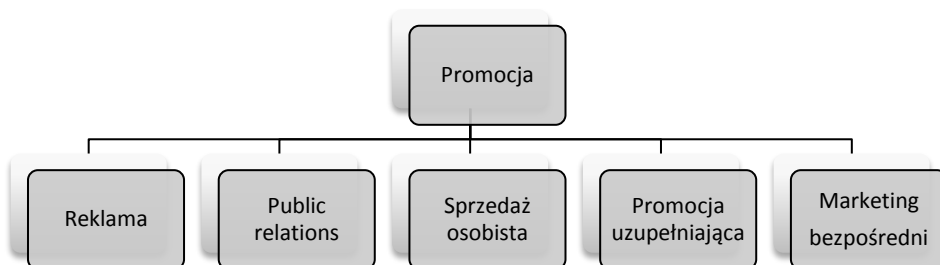 Promocja
Reklama
Public
relations
Sprzedaż
osobista
Promocja
uzupełniająca
Marketing
bezpośredni